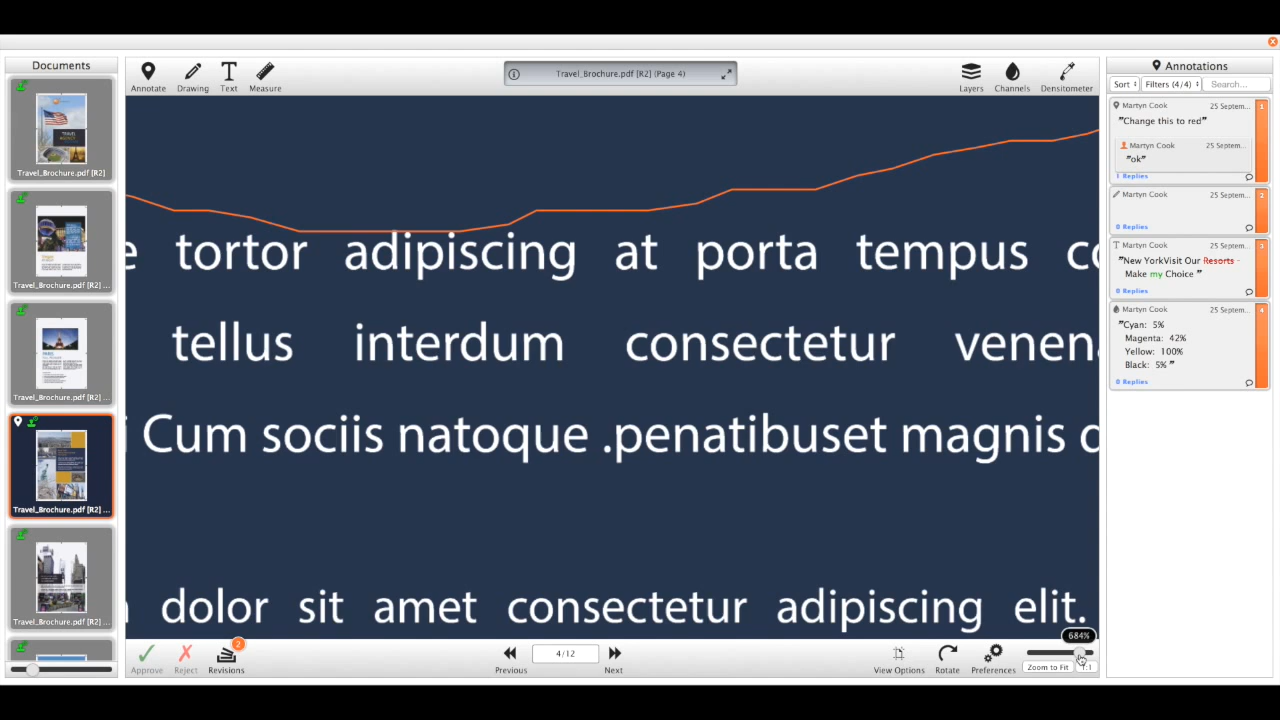 Documents
Travel_Brochure.pdf [R2]
Travel_Brochure.pdf [R2] ...
Travel_Brochure.pdf [R2] ...
Travel_Brochure.pdf [R2] ...
Travel_Brochure.pdf [R2] ...
Annotate Drawing Text Measure
Travel_Brochure.pdf [R2] (Page 4)
Layers Channels Densitometer
e tortor adipiscing at porta tempus co
tellus interdum consectetur venena
i Cum sociis natoque .penatibuset magnis d
dolor sit amet consectetur adipiscing elit.
684%
Approve Reject Revisions
2
Previous 4/12 Next
View Options Rotate Preferences
Zoom to Fit 1:1
Annotations
Sort Filters (4/4) Search...
Martyn Cook 25 Septem... 1
"Change this to red"
Martyn Cook 25 Septem...
"ok"
1 Replies
Martyn Cook 25 Septem... 2
0 Replies
Martyn Cook 25 Septem... 3
"New YorkVisit Our Resorts -
Make my Choice "
0 Replies
Martyn Cook 25 Septem... 4
"Cyan: 5%
Magenta: 42%
Yellow: 100%
Black: 5% "
0 Replies